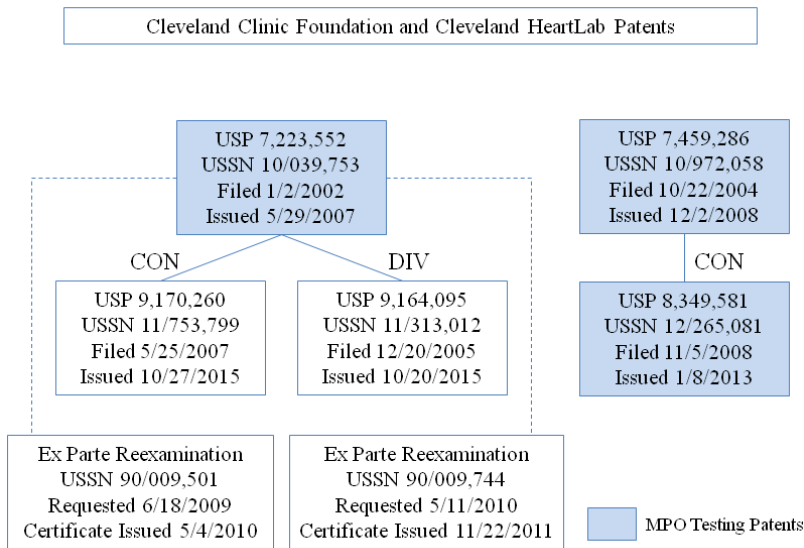 Cleveland Clinic Foundation and Cleveland HeartLab Patents
USP 7,223,552
USSN 10/039,753
Filed 1/2/2002
Issued 5/29/2007
USP 7,459,286
USSN 10/972,058
Filed 10/22/2004
Issued 12/2/2008
CON
DIV
CON
USP 9,170,260
USSN 11/753,799
Filed 5/25/2007
Issued 10/27/2015
USP 9,164,095
USSN 11/313,012
Filed 12/20/2005
Issued 10/20/2015
USP 8,349,581
USSN 12/265,081
Filed 11/5/2008
Issued 1/8/2013
Ex Parte Reexamination
USSN 90/009,501
Requested 6/18/2009
Certificate Issued 5/4/2010
Ex Parte Reexamination
USSN 90/009,744
Requested 5/11/2010
Certificate Issued 11/22/2011
MPO Testing Patents